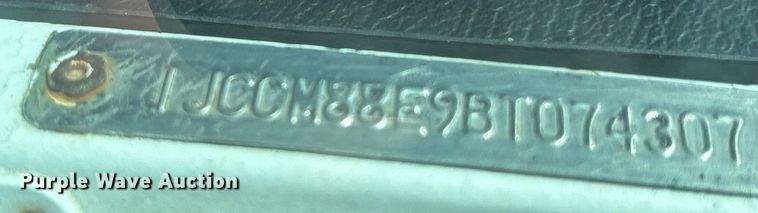 1JCCM88E9BT074307
Purple Wave Auction